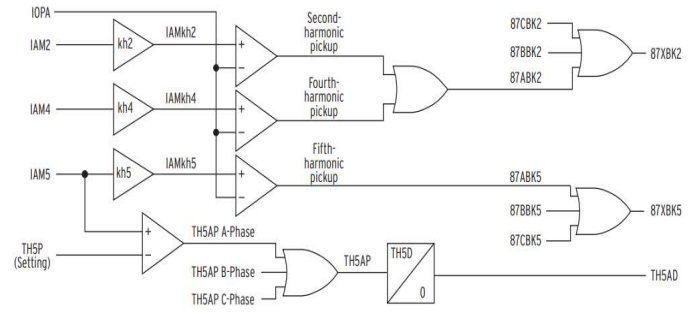 IOPA
IAM2
kh2
IAMkh2
Second-
harmonic
pickup
+
−
IAM4
kh4
IAMkh4
Fourth-
harmonic
pickup
+
−
IAM5
kh5
IAMkh5
Fifth-
harmonic
pickup
−
+
87CBK2
87BBK2
87ABK2
87XBK2
87ABK5
87BBK5
87CBK5
87XBK5
TH5P
(Setting)
+
−
TH5AP A-Phase
TH5AP B-Phase
TH5AP C-Phase
TH5AP
TH5D
0
TH5AD